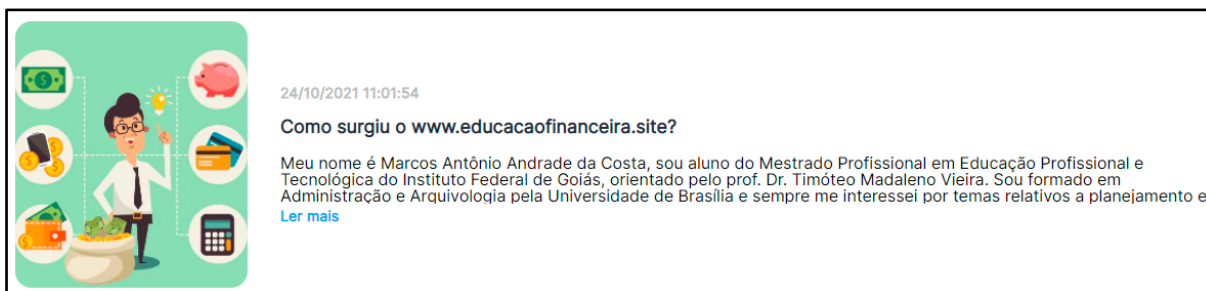 24/10/2021 11:01:54
Como surgiu o www.educacaofinanceira.site?
Meu nome é Marcos Antônio Andrade da Costa, sou aluno do Mestrado Profissional em Educação Profissional e
Tecnológica do Instituto Federal de Goiás, orientado pelo prof. Dr. Timóteo Madaleno Vieira. Sou formado em
Administração e Arquivologia pela Universidade de Brasília e sempre me interessei por temas relativos a planejamento e
Ler mais